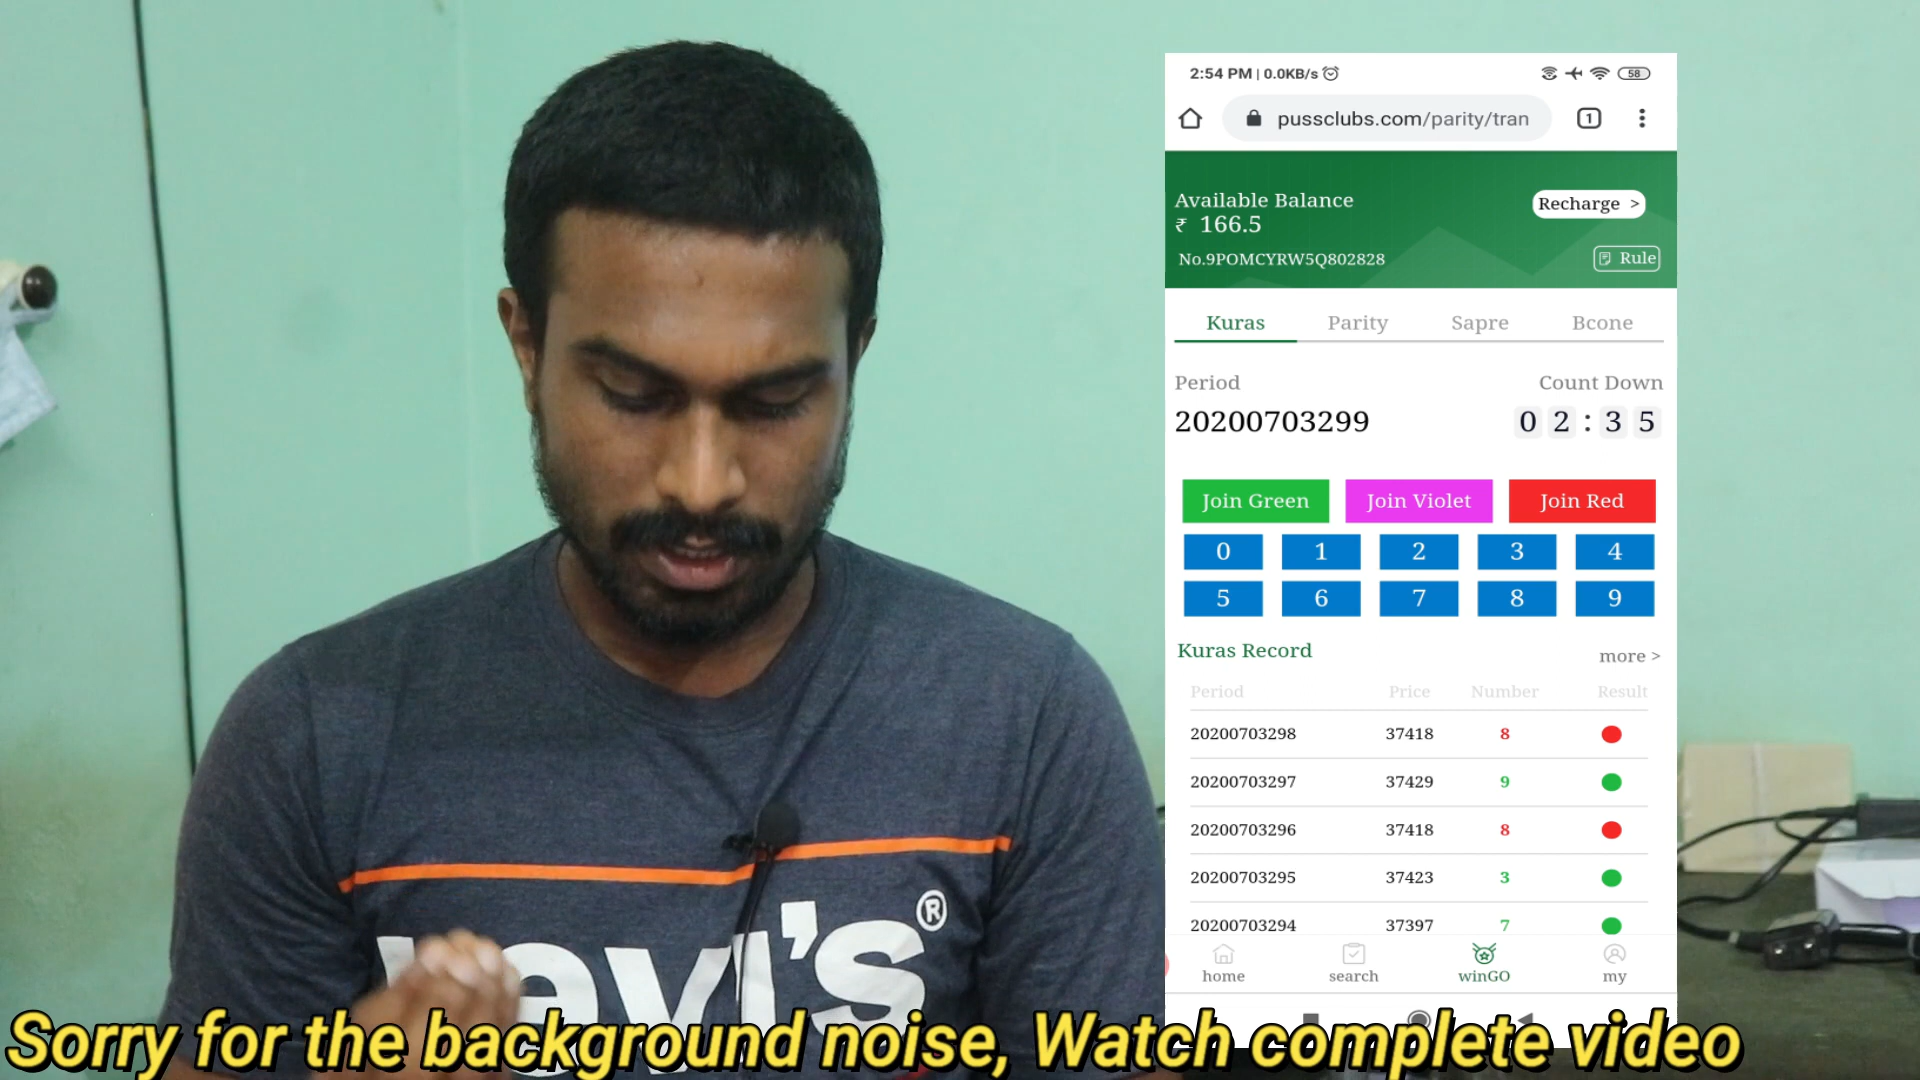 2:54 PM | 0.0KB/s
58
pussclubs.com/parity/tran
1
Available Balance
₹ 166.5
Recharge >
No.9POMCYRW5Q802828
Rule
Kuras Parity Sapre Bcone
Period Count Down
20200703299 02:35
Join Green Join Violet Join Red
0 1 2 3 4
5 6 7 8 9
Kuras Record
more >
Period Price Number Result
20200703298 37418 8
20200703297 37429 9
20200703296 37418 8
20200703295 37423 3
20200703294 37397 7
home search winGO my
Levi's®
Sorry for the background noise, Watch complete video